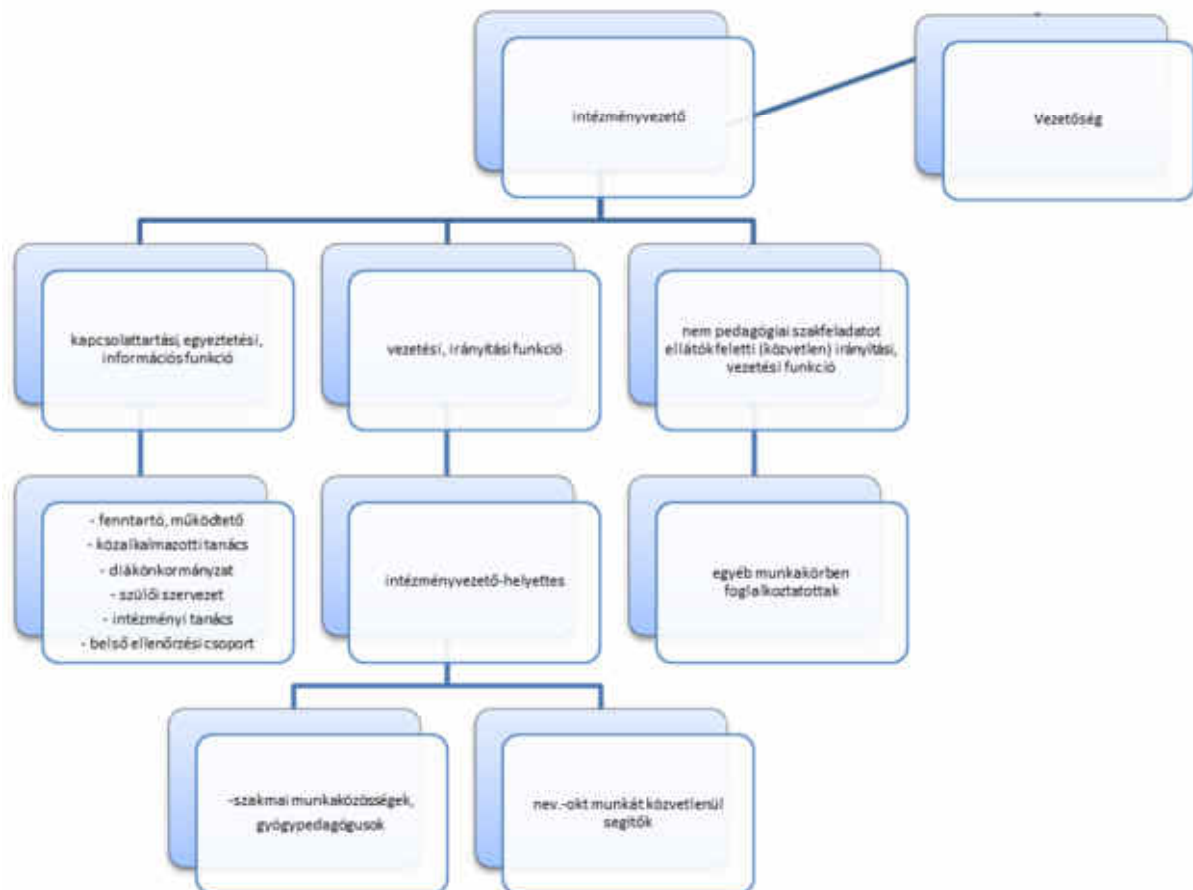 intézményvezető
Vezetőség
kapcsolattartási, egyeztetési,
információs funkció
vezetési, irányítási funkció
nem pedagógiai szakfeladatot
ellátók feletti (közvetlen) irányítási,
vezetési funkció
- fenntartó, működtető
- közalkalmazotti tanács
- diákönkormányzat
- szülői szervezet
- intézményi tanács
- belső ellenőrzési csoport
intézményvezető-helyettes
egyéb munkakörben
foglalkoztatottak
-szakmai munkaközösségek,
gyógypedagógusok
nev.-okt munkát közvetlenül
segítők